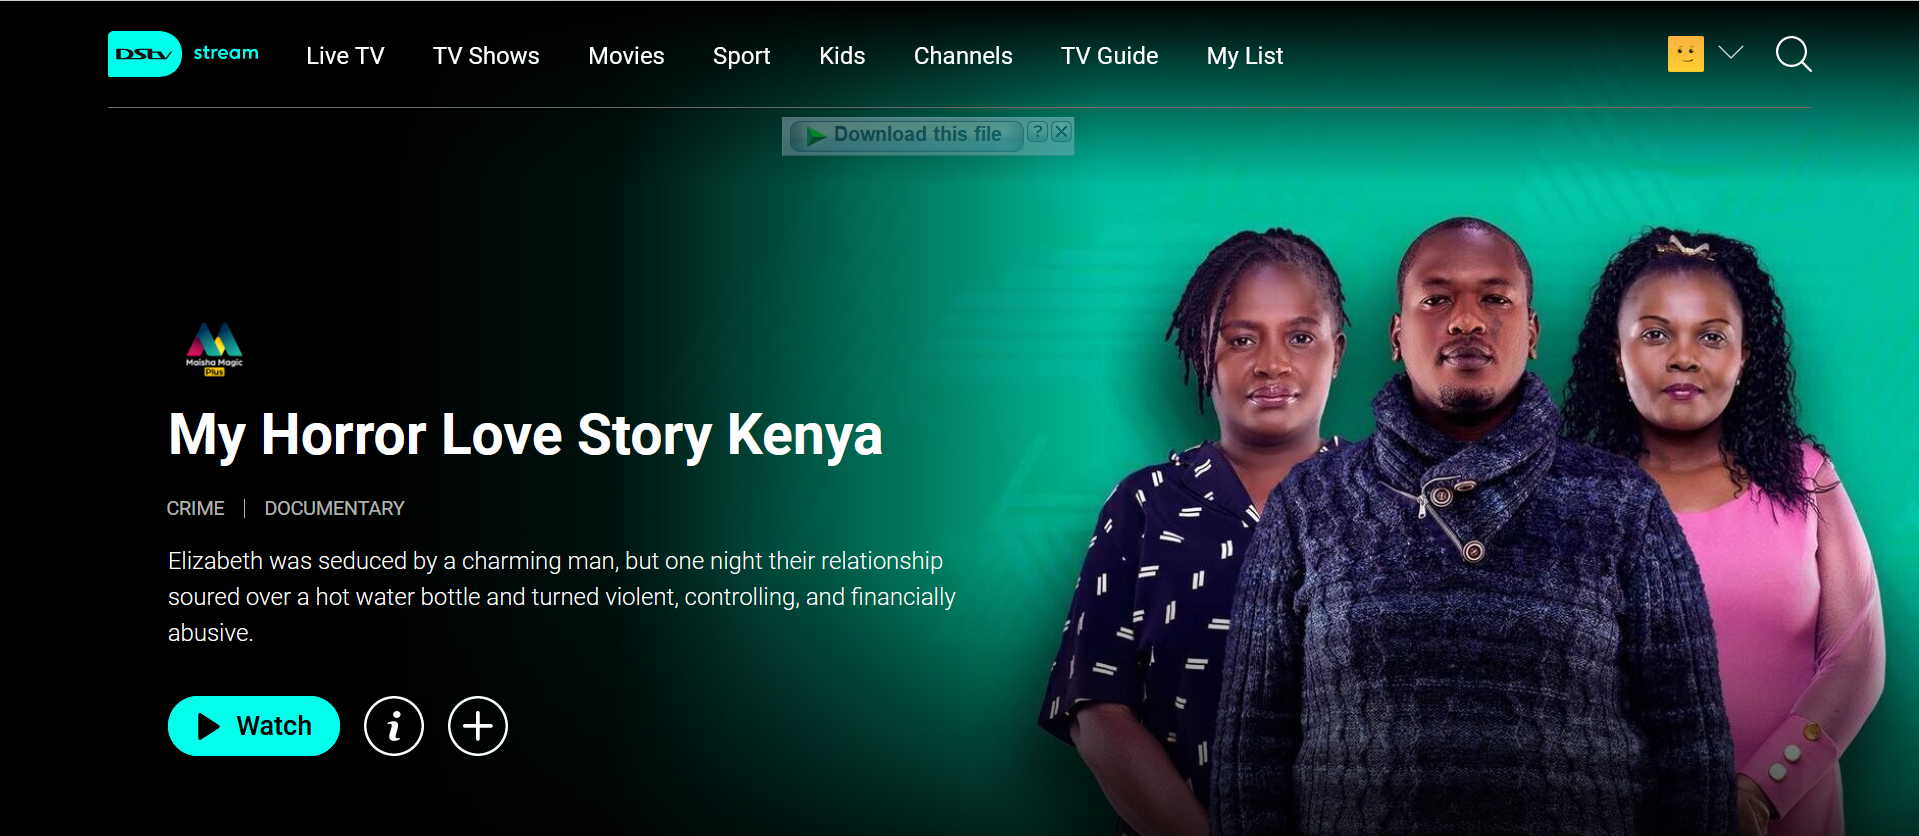 DStv stream Live TV TV Shows Movies Sport Kids Channels TV Guide My List
Download this file ?
Maisha Magic
Plus
My Horror Love Story Kenya
CRIME | DOCUMENTARY
Elizabeth was seduced by a charming man, but one night their relationship
soured over a hot water bottle and turned violent, controlling, and financially
abusive.
Watch i